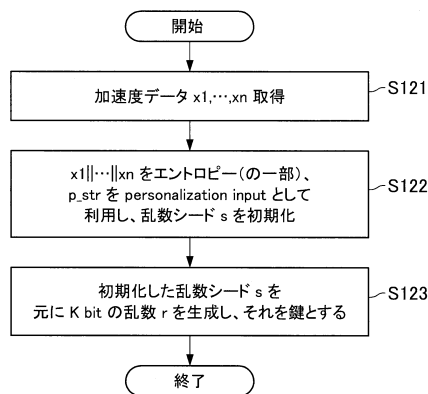 開始
加速度データ x1,…,xn 取得
S121
x1||…||xn をエントロピー(の一部)、
p_str を personalization input として
利用し、乱数シード s を初期化
S122
初期化した乱数シード s を
元に K bit の乱数 r を生成し、それを鍵とする
S123
終了